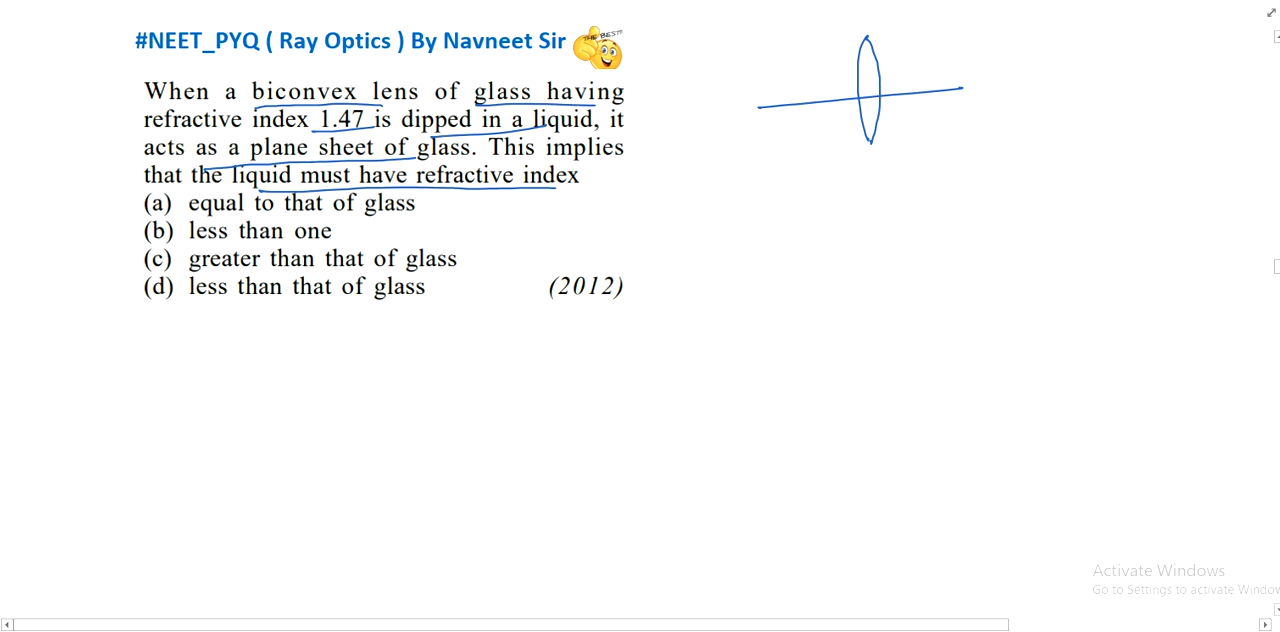 #NEET_PYQ ( Ray Optics ) By Navneet Sir
THE BEST!!
When a biconvex lens of glass having
refractive index 1.47 is dipped in a liquid, it
acts as a plane sheet of glass. This implies
that the liquid must have refractive index
(a) equal to that of glass
(b) less than one
(c) greater than that of glass
(d) less than that of glass (2012)
Activate Windows
Go to Settings to activate Window